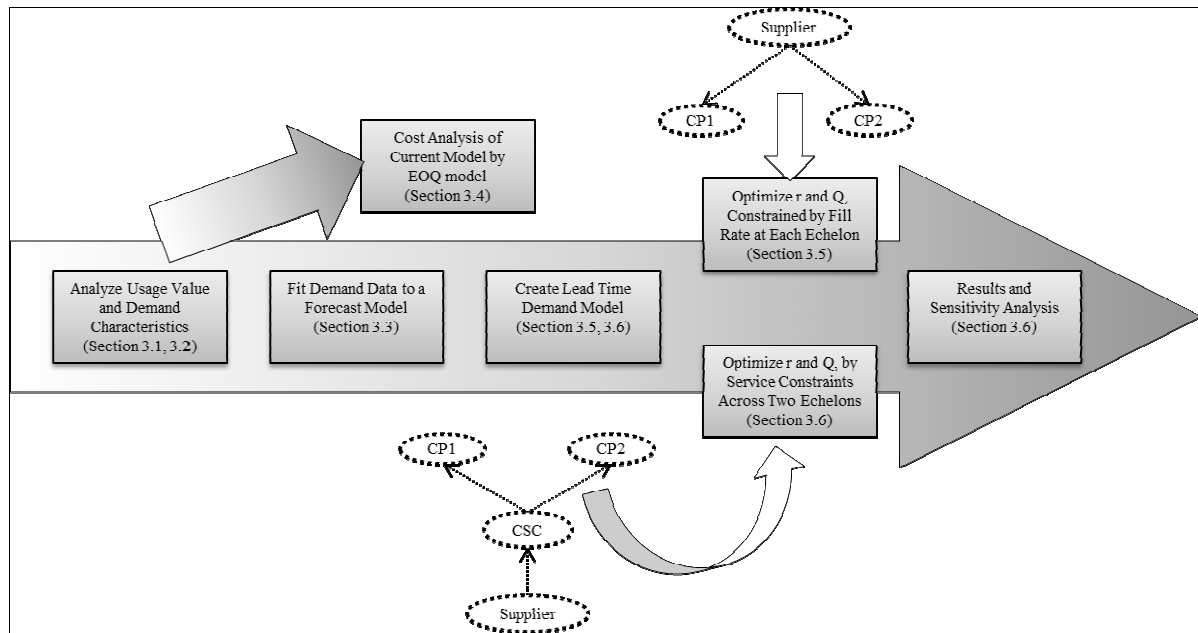 Supplier
CP1
CP2
Cost Analysis of
Current Model by
EOQ model
(Section 3.4)
Optimize r and Q,
Constrained by Fill
Rate at Each Echelon
(Section 3.5)
Analyze Usage Value
and Demand
Characteristics
(Section 3.1, 3.2)
Fit Demand Data to a
Forecast Model
(Section 3.3)
Create Lead Time
Demand Model
(Section 3.5, 3.6)
Results and
Sensitivity Analysis
(Section 3.6)
Optimize r and Q, by
Service Constraints
Across Two Echelons
(Section 3.6)
CP1
CP2
CSC
Supplier